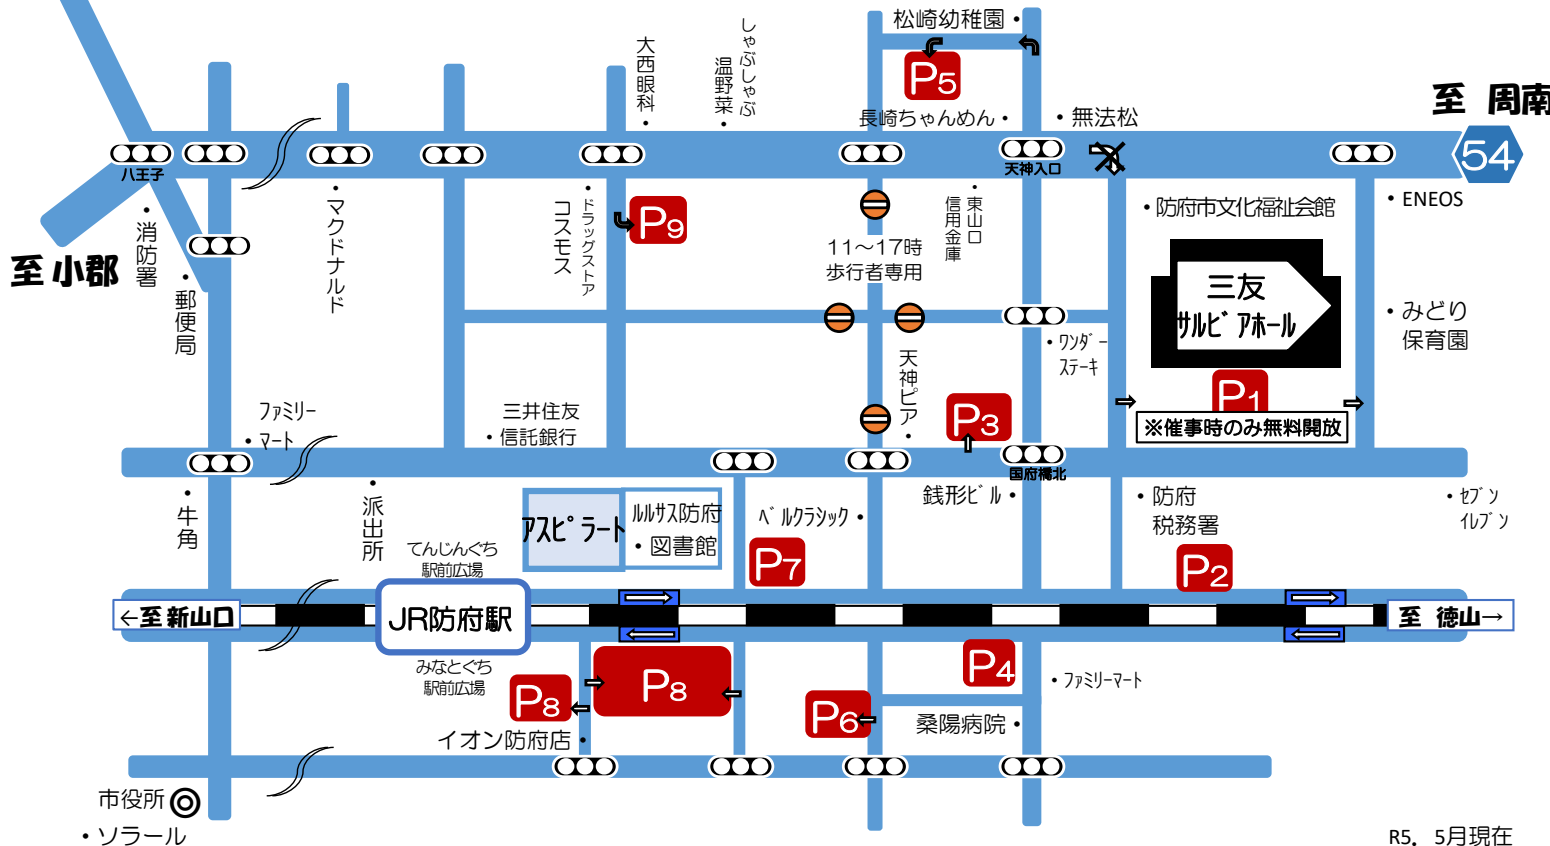 松崎幼稚園・
しゃぶしゃぶ
温野菜・
大西眼科・
P5
至 周南
長崎ちゃんめん・
・無法松
54
八王子
天神入口
・消防署
・マクドナルド
・ドラッグストア
コスモス
P9
・東山口
信用金庫
・防府市文化福祉会館
・ENEOS
11～17時
歩行者専用
至 小郡
・郵便局
三友
サルビアホール
・みどり
保育園
・ワンダー
ステーキ
天神ピア・
P1
※催事時のみ無料開放
P3
ファミリー
・マート
三井住友
・信託銀行
国府橋北
・牛角
・派出所
アスピラート
ルルサス防府
・図書館
ベルクラシック・
銭形ビル・
・防府
税務署
・セブン
イレブン
てんじんぐち
駅前広場
P7
P2
←至 新山口
JR防府駅
至 徳山→
みなとぐち
駅前広場
P8
P8
P4
・ファミリーマート
P6
桑陽病院・
イオン防府店・
市役所
・ソラール
R5．5月現在